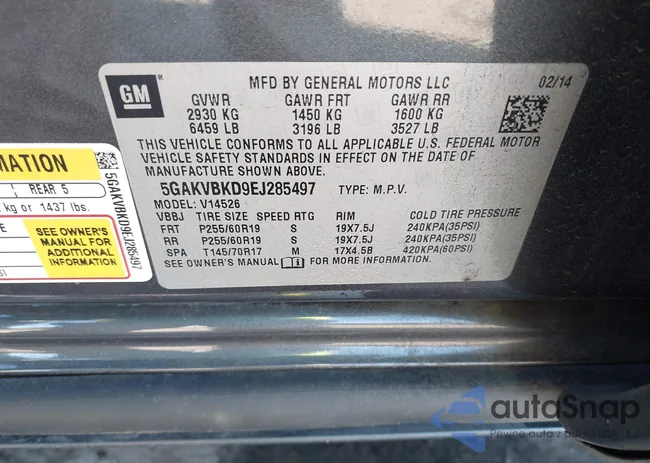 GM
MFD BY GENERAL MOTORS LLC 02/14
GVWR GAWR FRT GAWR RR
2930 KG 1450 KG 1600 KG
6459 LB 3196 LB 3527 LB
THIS VEHICLE CONFORMS TO ALL APPLICABLE U.S. FEDERAL MOTOR
VEHICLE SAFETY STANDARDS IN EFFECT ON THE DATE OF
MANUFACTURE SHOWN ABOVE.
5GAKVBKD9EJ285497 TYPE: M.P.V.
MODEL: V14526
VBBJ TIRE SIZE SPEED RTG RIM COLD TIRE PRESSURE
FRT P255/60R19 S 19X7.5J 240KPA(35PSI)
RR P255/60R19 S 19X7.5J 240KPA(35PSI)
SPA T145/70R17 M 17X4.5B 420KPA(60PSI)
SEE OWNER'S MANUAL FOR MORE INFORMATION.
MATION
REAR 5
kg or 1437 lbs.
SEE OWNER'S
MANUAL FOR
ADDITIONAL
INFORMATION
5GAKVBKD9EJ285497
autoSnap